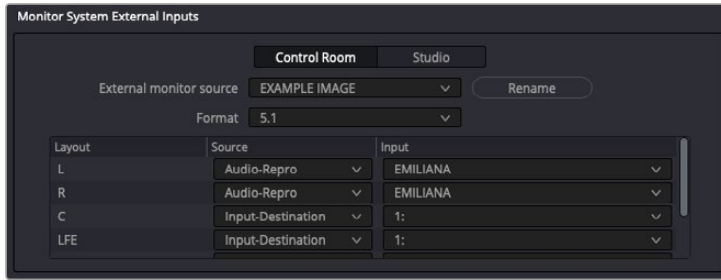 Monitor System External Inputs
Control Room Studio
External monitor source EXAMPLE IMAGE Rename
Format 5.1
Layout Source Input
L Audio-Repro EMILIANA
R Audio-Repro EMILIANA
C Input-Destination 1:
LFE Input-Destination 1: